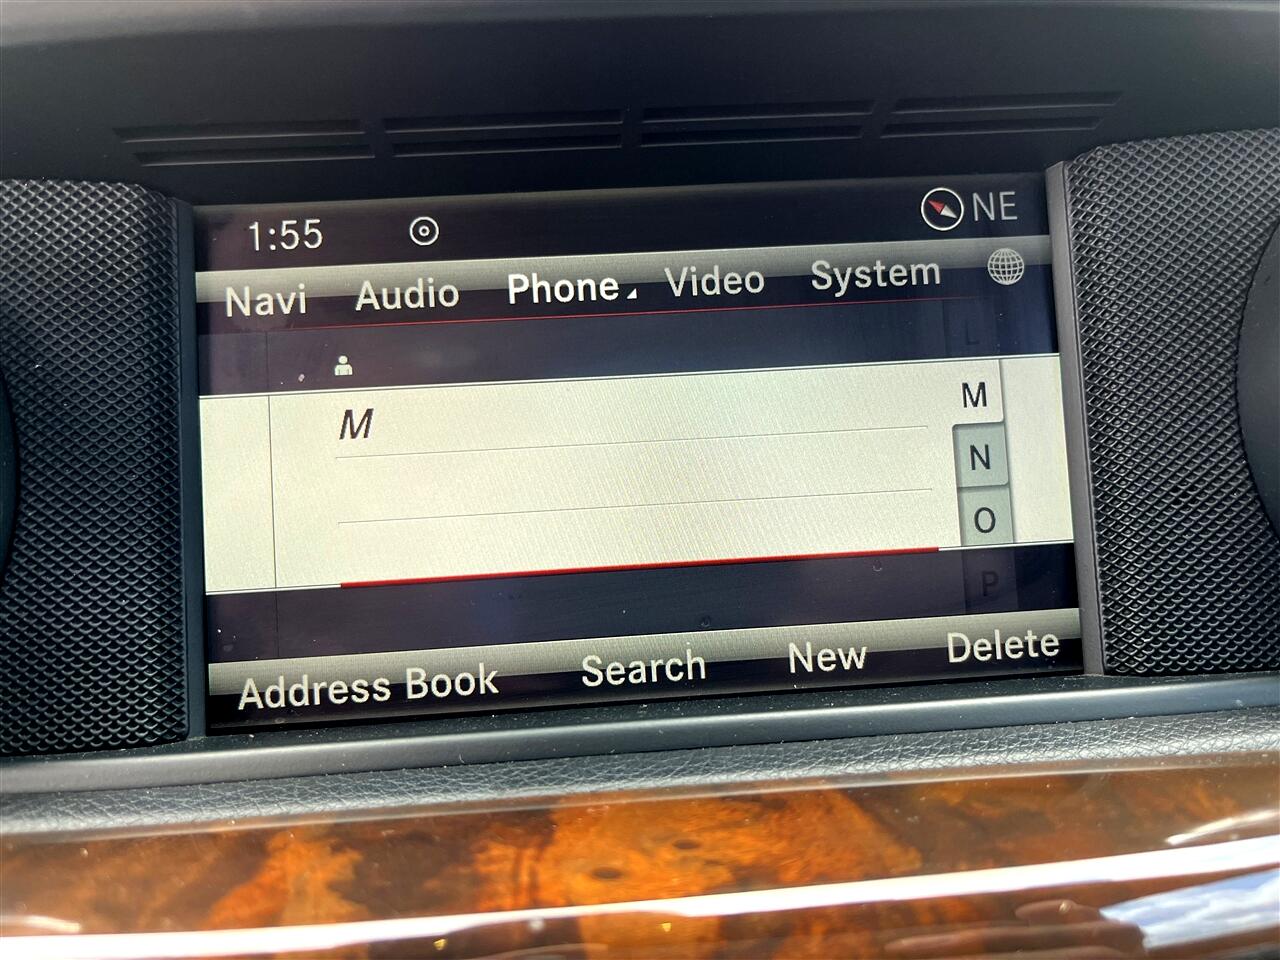 1:55 NE
Navi Audio Phone Video System
L
M M
N
O
P
Address Book Search New Delete